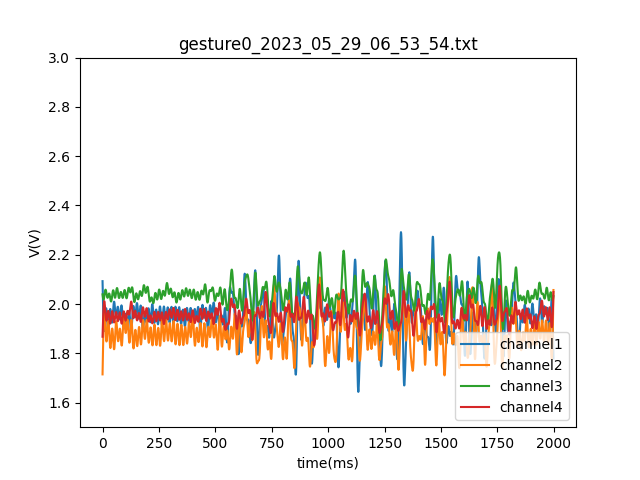 gesture0_2023_05_29_06_53_54.txt
3.0
2.8
2.6
2.4
2.2
2.0
1.8
1.6
V(V)
channel1
channel2
channel3
channel4
0 250 500 750 1000 1250 1500 1750 2000
time(ms)